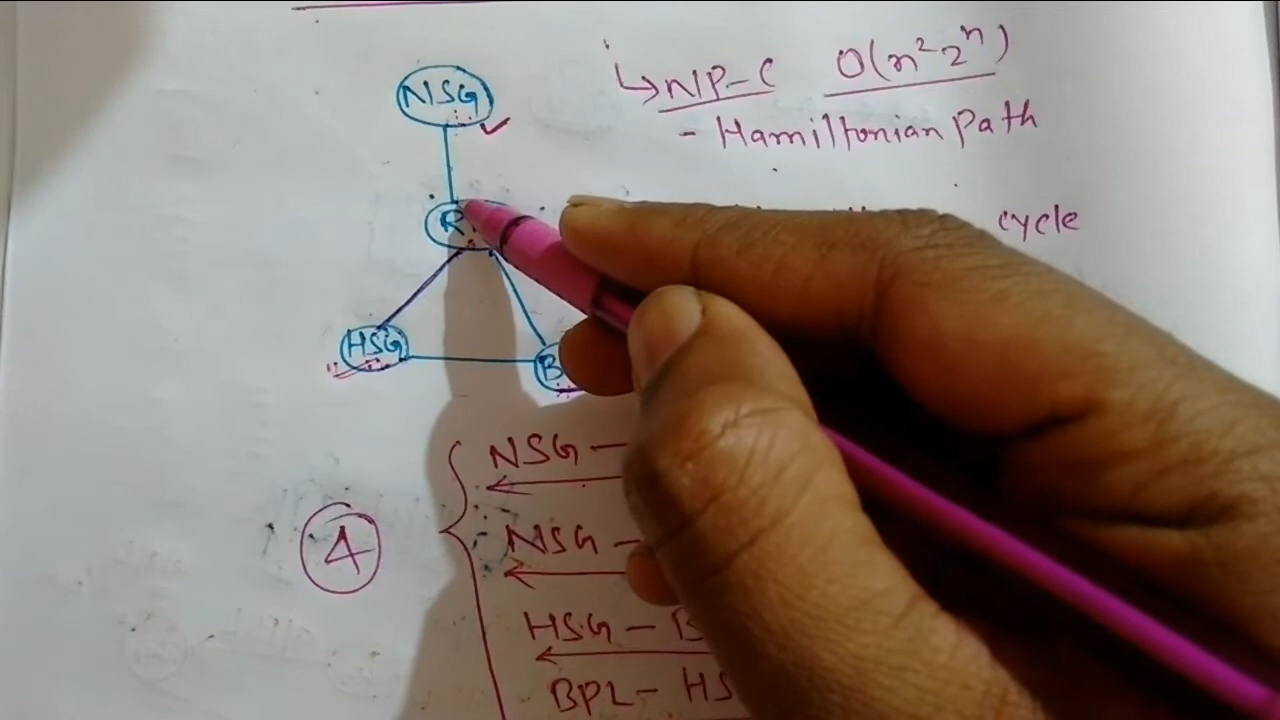 NSG
↳NP-C O(n²2ⁿ)
- Hamiltonian Path
cycle
HSG
4
NSG -
NSG -
HSG -
BPL - HS